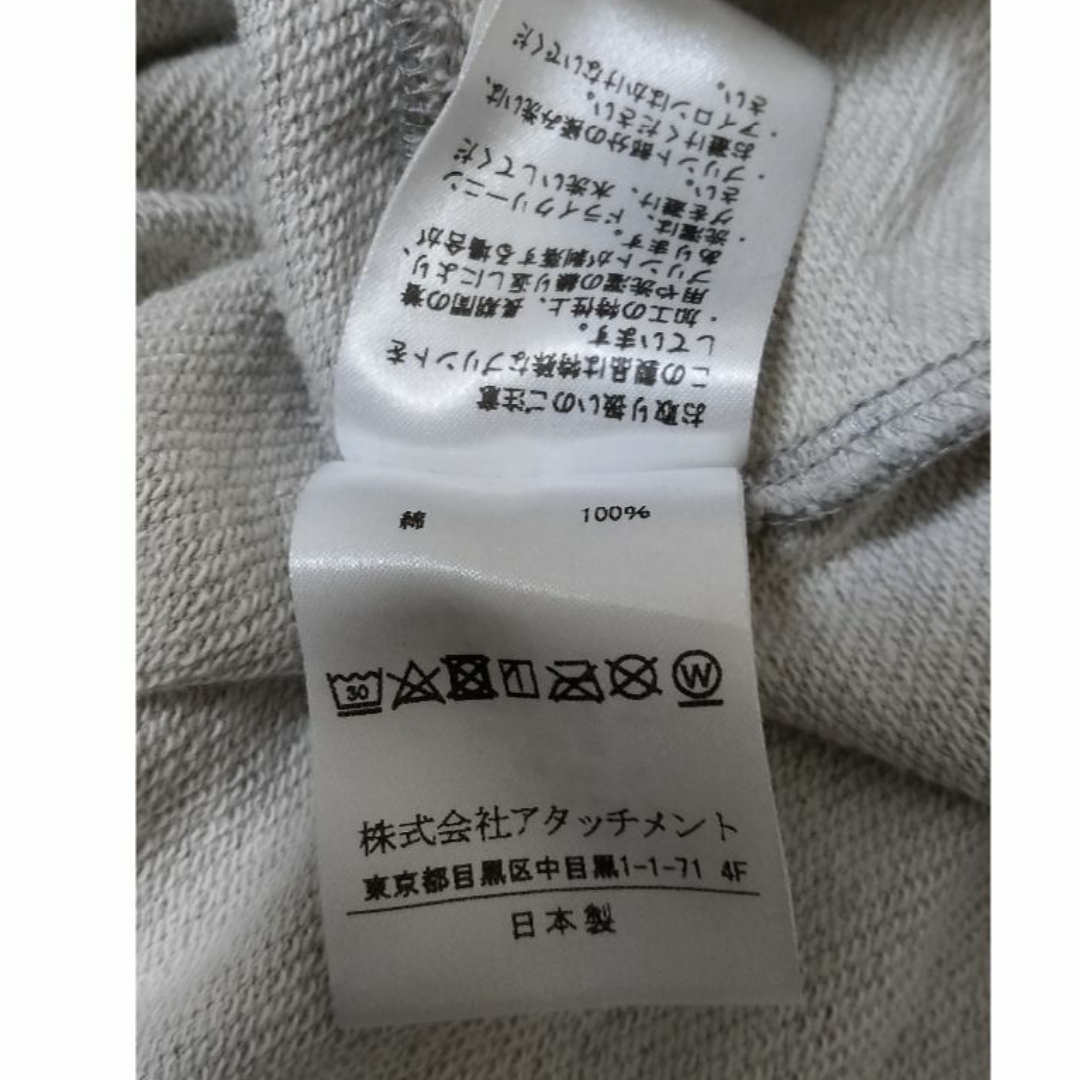 お取り扱いのご注意
この製品は特殊なプリントを
しています。
・加工の特性上、長期間の着
用や洗濯の繰り返しにより、
プリントが剥落する場合が
あります。
・洗濯は、ドライクリーニン
グを避け、水洗いしてくだ
さい。
・プリント部分の揉み洗いは、
お避けください。
・アイロンはかけないでくだ
さい。
綿 100%
30
W
株式会社アタッチメント
東京都目黒区中目黒1-1-71 4F
日本製